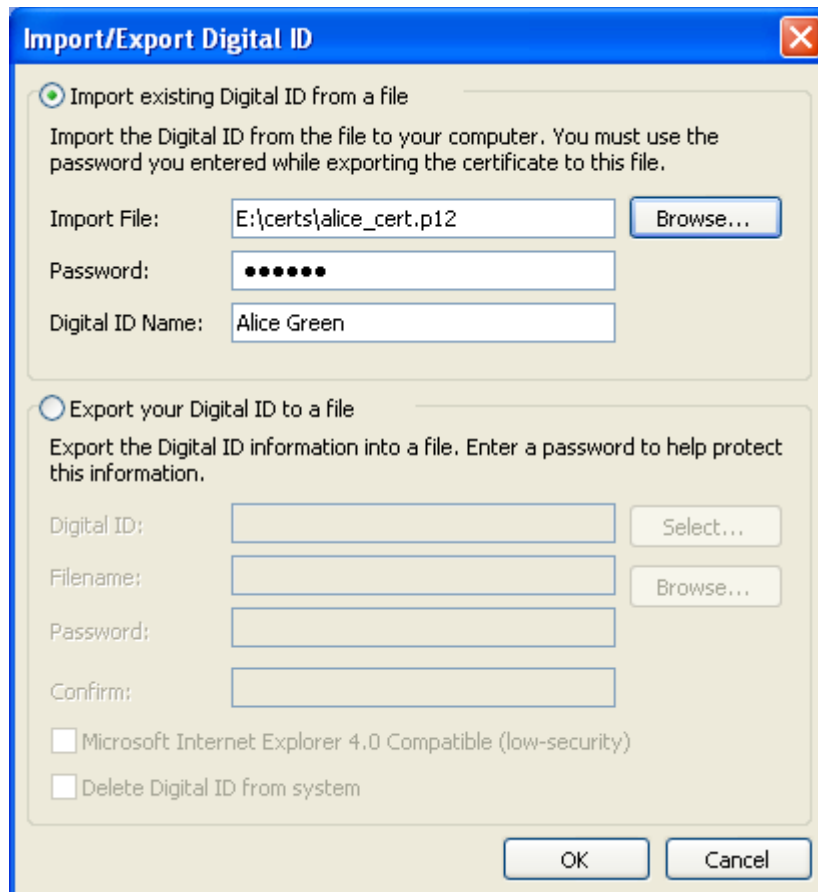 Import/Export Digital ID
Import existing Digital ID from a file
Import the Digital ID from the file to your computer. You must use the
password you entered while exporting the certificate to this file.
Import File: E:\certs\alice_cert.p12 Browse...
Password: ●●●●●●
Digital ID Name: Alice Green
Export your Digital ID to a file
Export the Digital ID information into a file. Enter a password to help protect
this information.
Digital ID: Select...
Filename: Browse...
Password:
Confirm:
Microsoft Internet Explorer 4.0 Compatible (low-security)
Delete Digital ID from system
OK Cancel